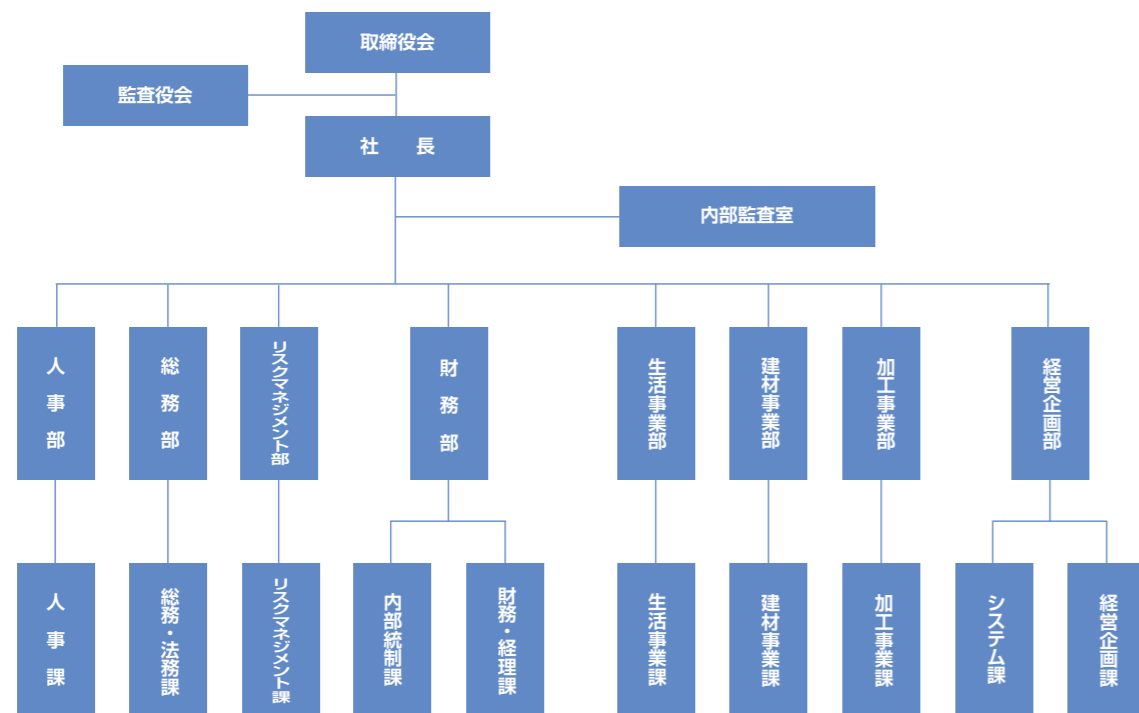 取締役会
監査役会
社　長
内部監査室
人事部
総務部
リスクマネジメント部
財務部
生活事業部
建材事業部
加工事業部
経営企画部
人事課
総務・法務課
リスクマネジメント課
内部統制課
財務・経理課
生活事業課
建材事業課
加工事業課
システム課
経営企画課